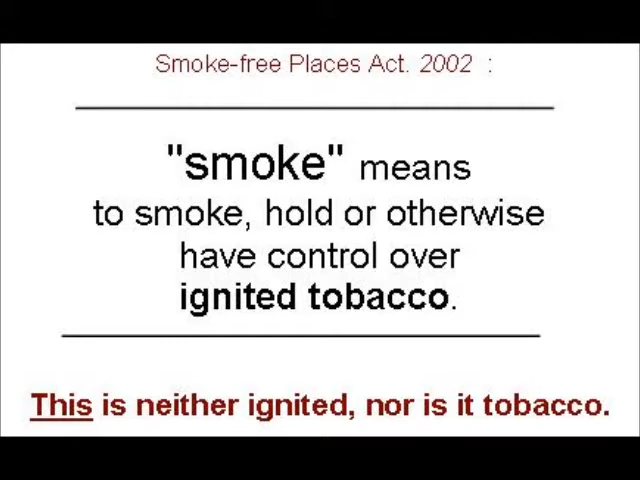 Smoke-free Places Act. 2002 :
"smoke" means
to smoke, hold or otherwise
have control over
ignited tobacco.
This is neither ignited, nor is it tobacco.